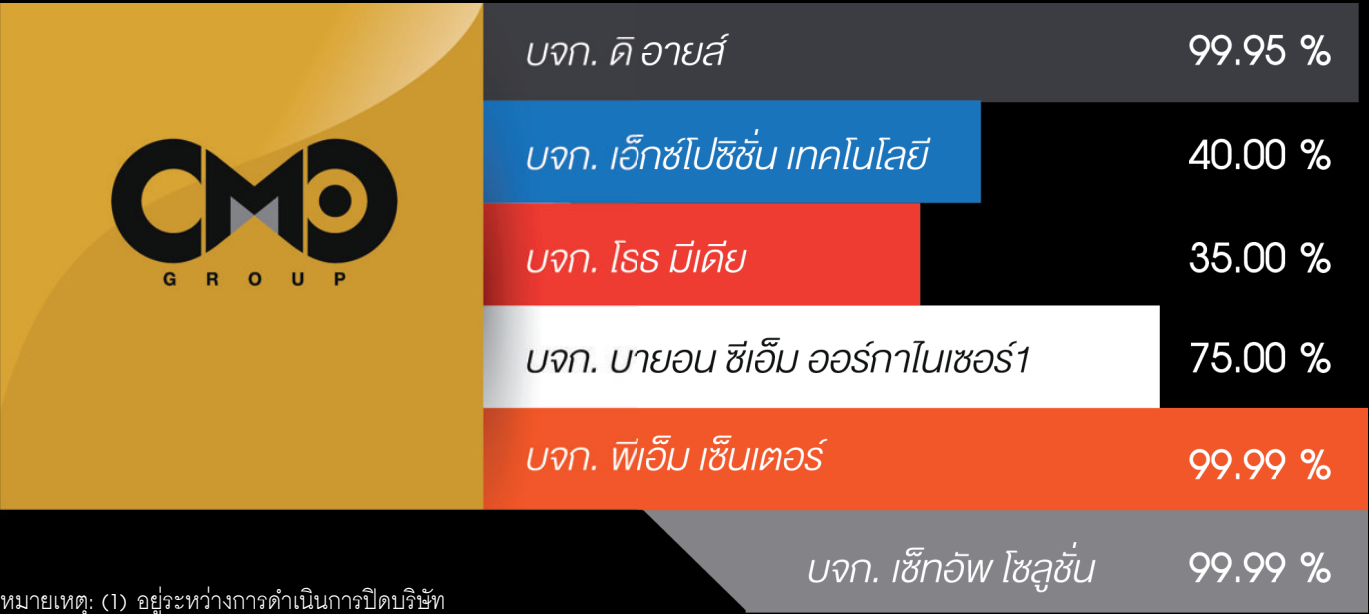 CMO
GROUP
บจก. ดิ อายส์ 99.95 %
บจก. เอ็กซ์โปซิชั่น เทคโนโลยี 40.00 %
บจก. โธธ มีเดีย 35.00 %
บจก. บายอน ซีเอ็ม ออร์กาไนเซอร์1 75.00 %
บจก. พีเอ็ม เซ็นเตอร์ 99.99 %
บจก. เซ็ทอัพ โซลูชั่น 99.99 %
หมายเหตุ: (1) อยู่ระหว่างการดำเนินการปิดบริษัท